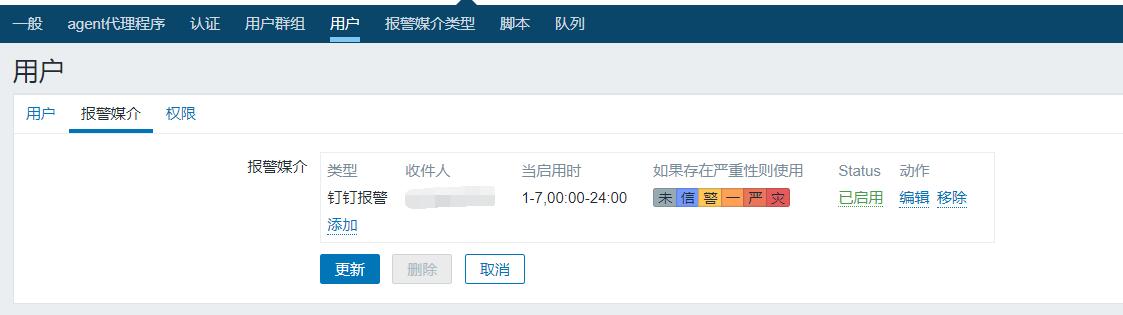 一般 agent代理程序 认证 用户群组 用户 报警媒介类型 脚本 队列
用户
用户 报警媒介 权限
报警媒介 类型 收件人 当启用时 如果存在严重性则使用 Status 动作
钉钉报警 1-7,00:00-24:00 未 信 警 一 严 灾 已启用 编辑 移除
添加
更新 删除 取消